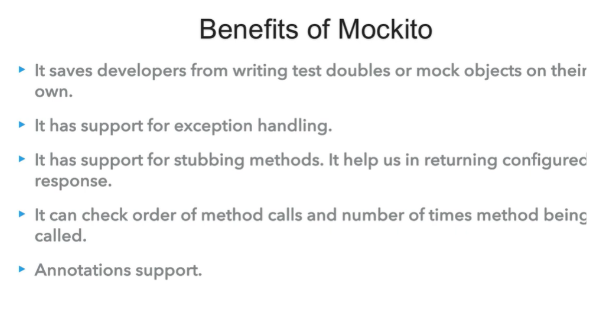 Benefits of Mockito
It saves developers from writing test doubles or mock objects on their
own.
It has support for exception handling.
It has support for stubbing methods. It help us in returning configured
response.
It can check order of method calls and number of times method being
called.
Annotations support.